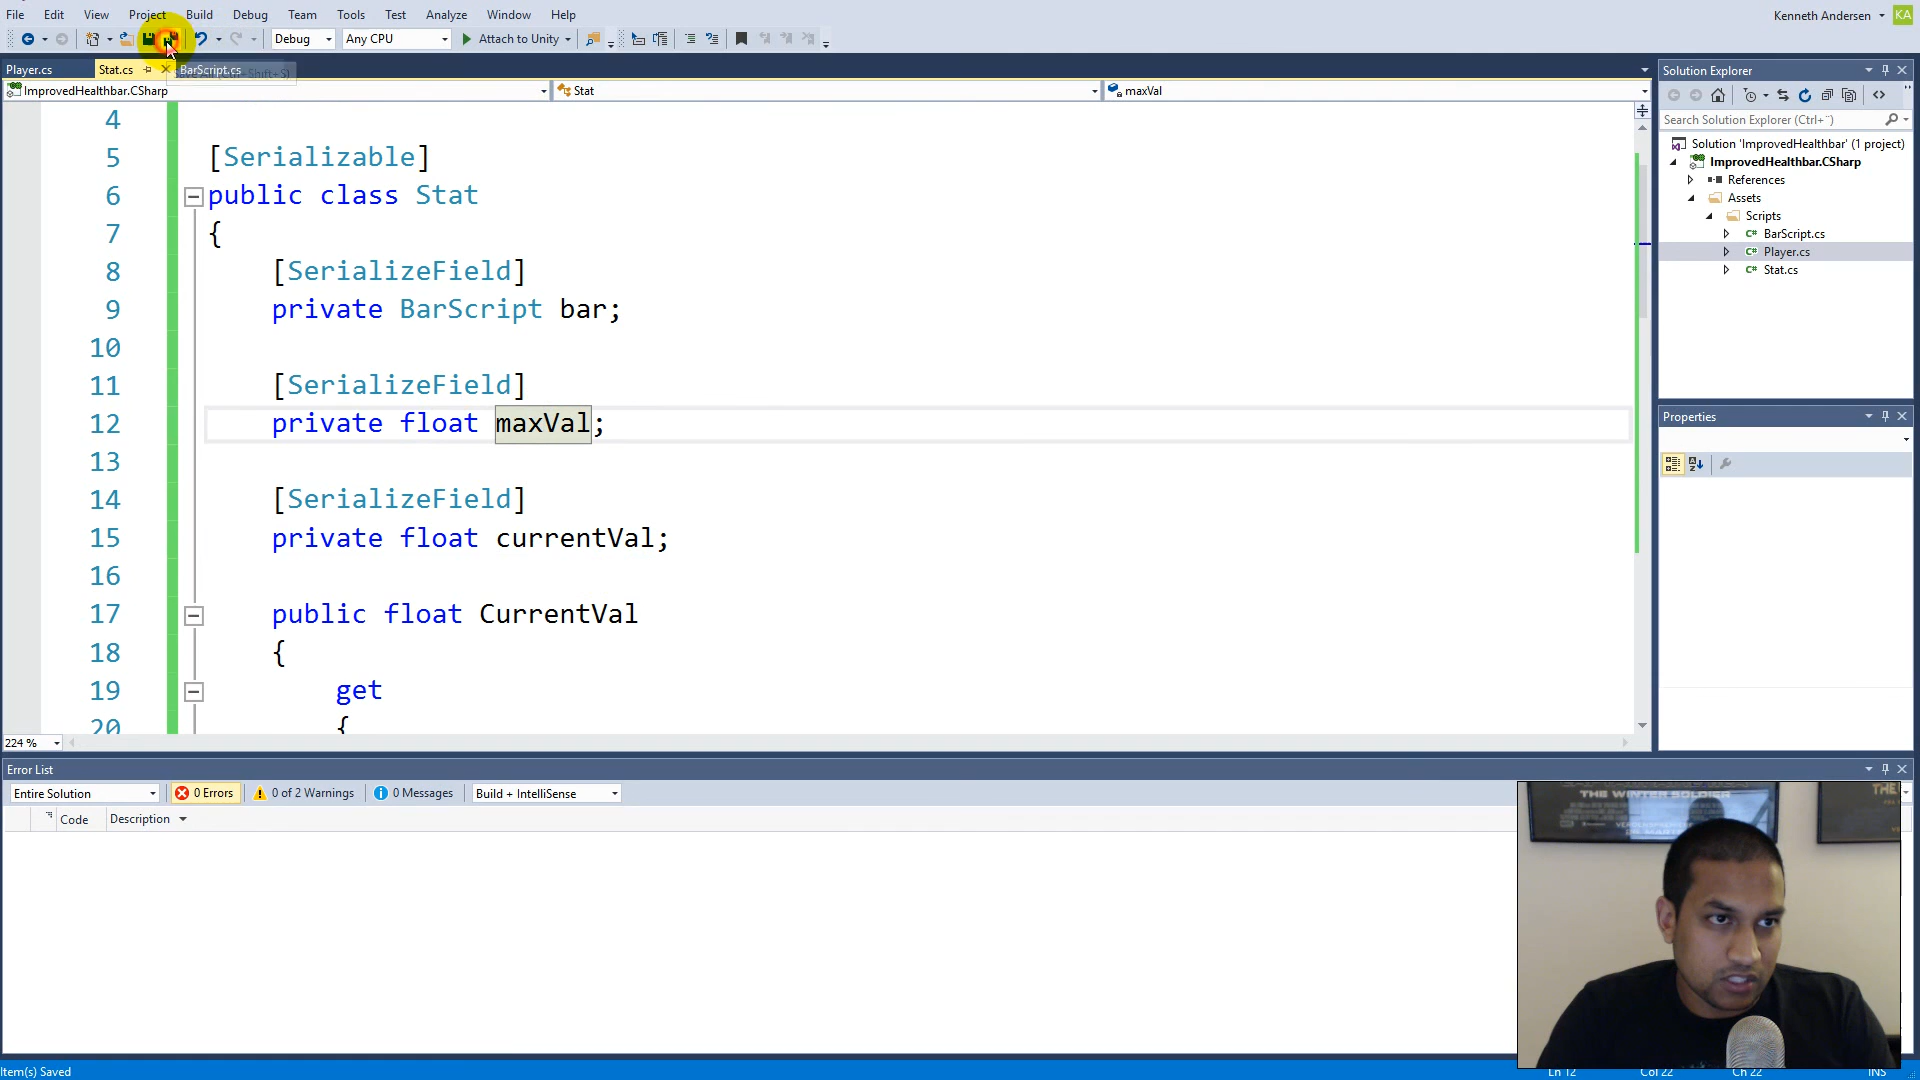 File Edit View Project Build Debug Team Tools Test Analyze Window Help
Kenneth Andersen KA
Debug Any CPU Attach to Unity
Player.cs Stat.cs BarScript.cs
ImprovedHealthbar.CSharp Stat maxVal
4
5 [Serializable]
6 public class Stat
7 {
8 [SerializeField]
9 private BarScript bar;
10
11 [SerializeField]
12 private float maxVal;
13
14 [SerializeField]
15 private float currentVal;
16
17 public float CurrentVal
18 {
19 get
20 {
224 %
Solution Explorer
Search Solution Explorer (Ctrl+¨)
Solution 'ImprovedHealthbar' (1 project)
ImprovedHealthbar.CSharp
References
Assets
Scripts
C# BarScript.cs
C# Player.cs
C# Stat.cs
Properties
Error List
Entire Solution 0 Errors 0 of 2 Warnings 0 Messages Build + IntelliSense
Code Description
THE WINTER SOLDIER
THE
Item(s) Saved
Ln 12 Col 22 Ch 22 INS